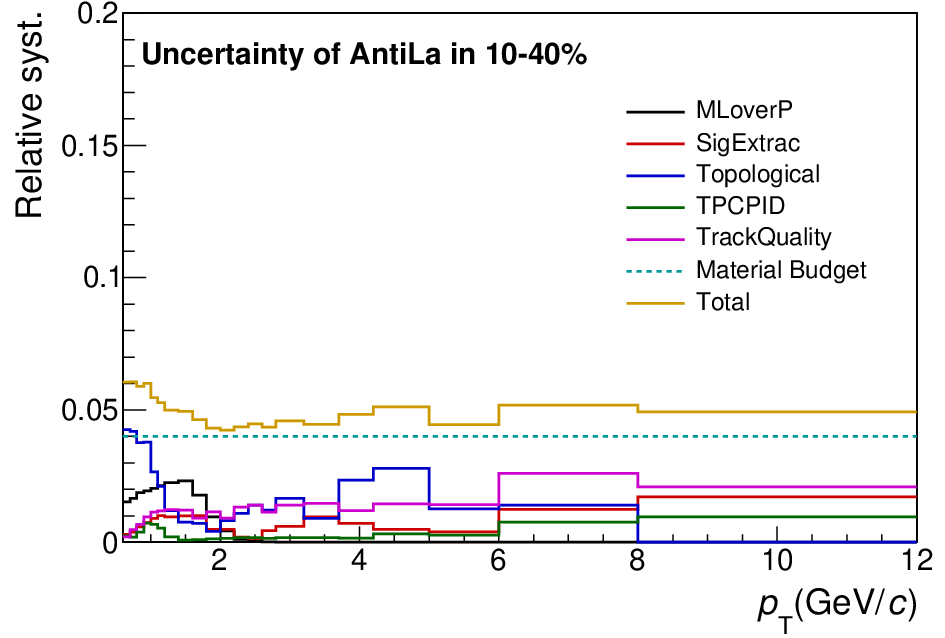 Uncertainty of AntiLa in 10-40%
Relative syst.
0.2
0.15
0.1
0.05
0
MLoverP
SigExtrac
Topological
TPCPID
TrackQuality
Material Budget
Total
2 4 6 8 10 12
pT(GeV/c)